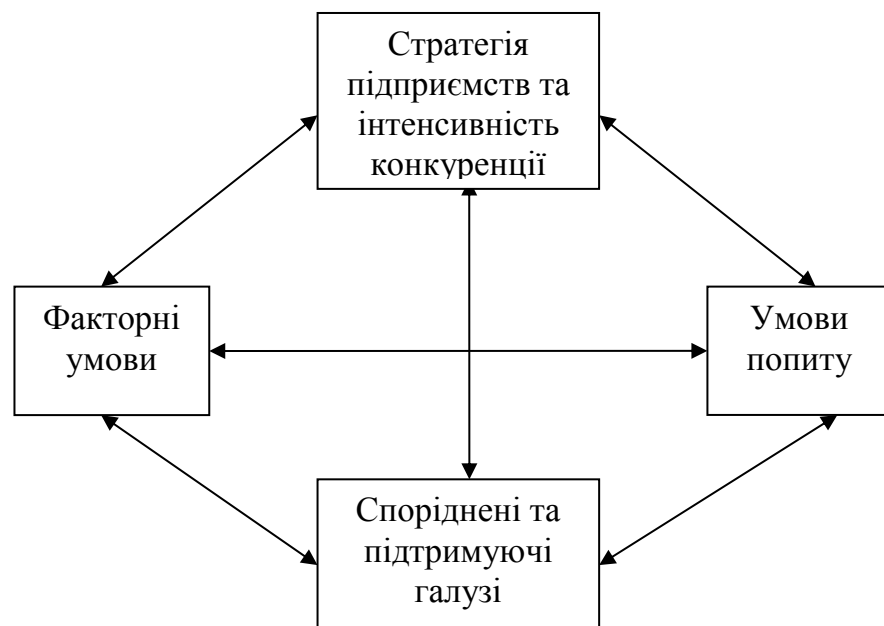 Стратегія
підприємств та
інтенсивність
конкуренції
Факторні
умови
Умови
попиту
Споріднені та
підтримуючі
галузі